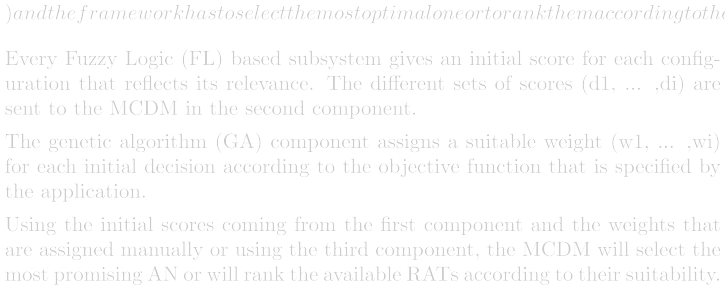 )andtheframeworkhastoselectthemostoptimaloneortorankthemaccordingtothe
Every Fuzzy Logic (FL) based subsystem gives an initial score for each config-
uration that reflects its relevance. The different sets of scores (d1, ... ,di) are
sent to the MCDM in the second component.
The genetic algorithm (GA) component assigns a suitable weight (w1, ... ,wi)
for each initial decision according to the objective function that is specified by
the application.
Using the initial scores coming from the first component and the weights that
are assigned manually or using the third component, the MCDM will select the
most promising AN or will rank the available RATs according to their suitability.